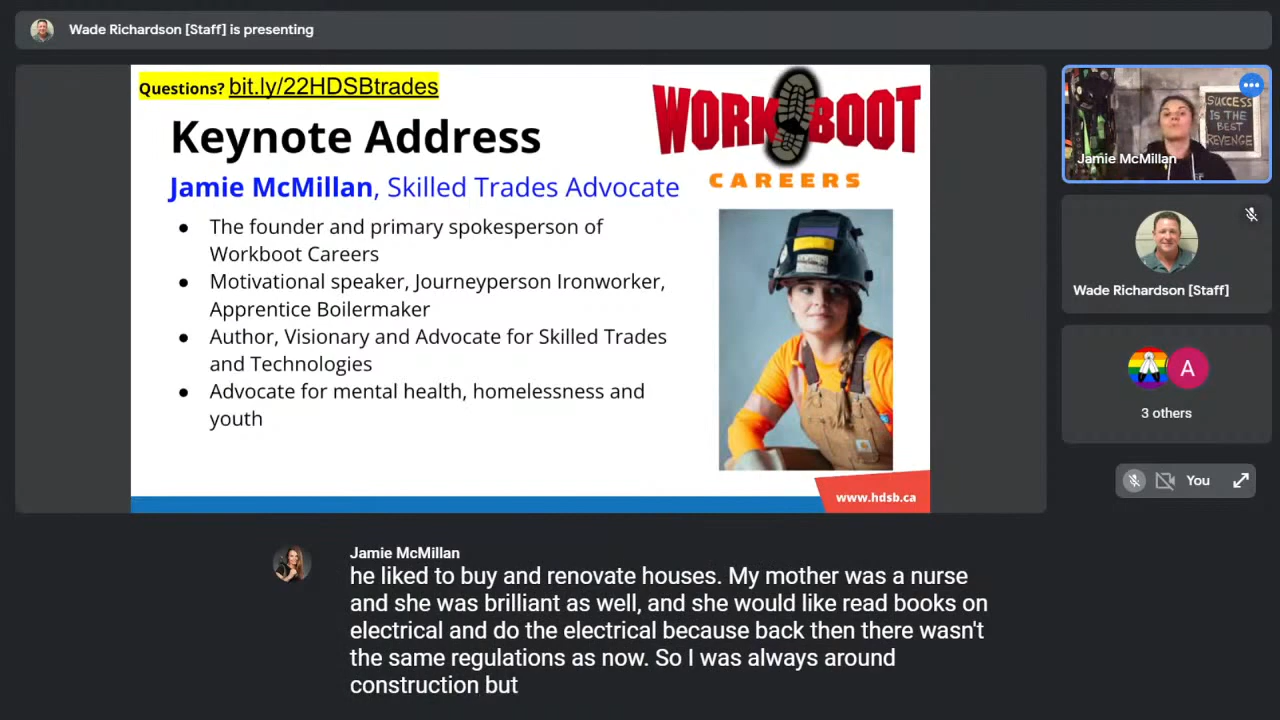 Wade Richardson [Staff] is presenting
Questions? bit.ly/22HDSBtrades
WORKBOOT
CAREERS
Keynote Address
Jamie McMillan, Skilled Trades Advocate
● The founder and primary spokesperson of
Workboot Careers
● Motivational speaker, Journeyperson Ironworker,
Apprentice Boilermaker
● Author, Visionary and Advocate for Skilled Trades
and Technologies
● Advocate for mental health, homelessness and
youth
www.hdsb.ca
SUCCESS
IS THE
BEST
REVENGE
Jamie McMillan
Wade Richardson [Staff]
A
3 others
You
Jamie McMillan
he liked to buy and renovate houses. My mother was a nurse
and she was brilliant as well, and she would like read books on
electrical and do the electrical because back then there wasn't
the same regulations as now. So I was always around
construction but